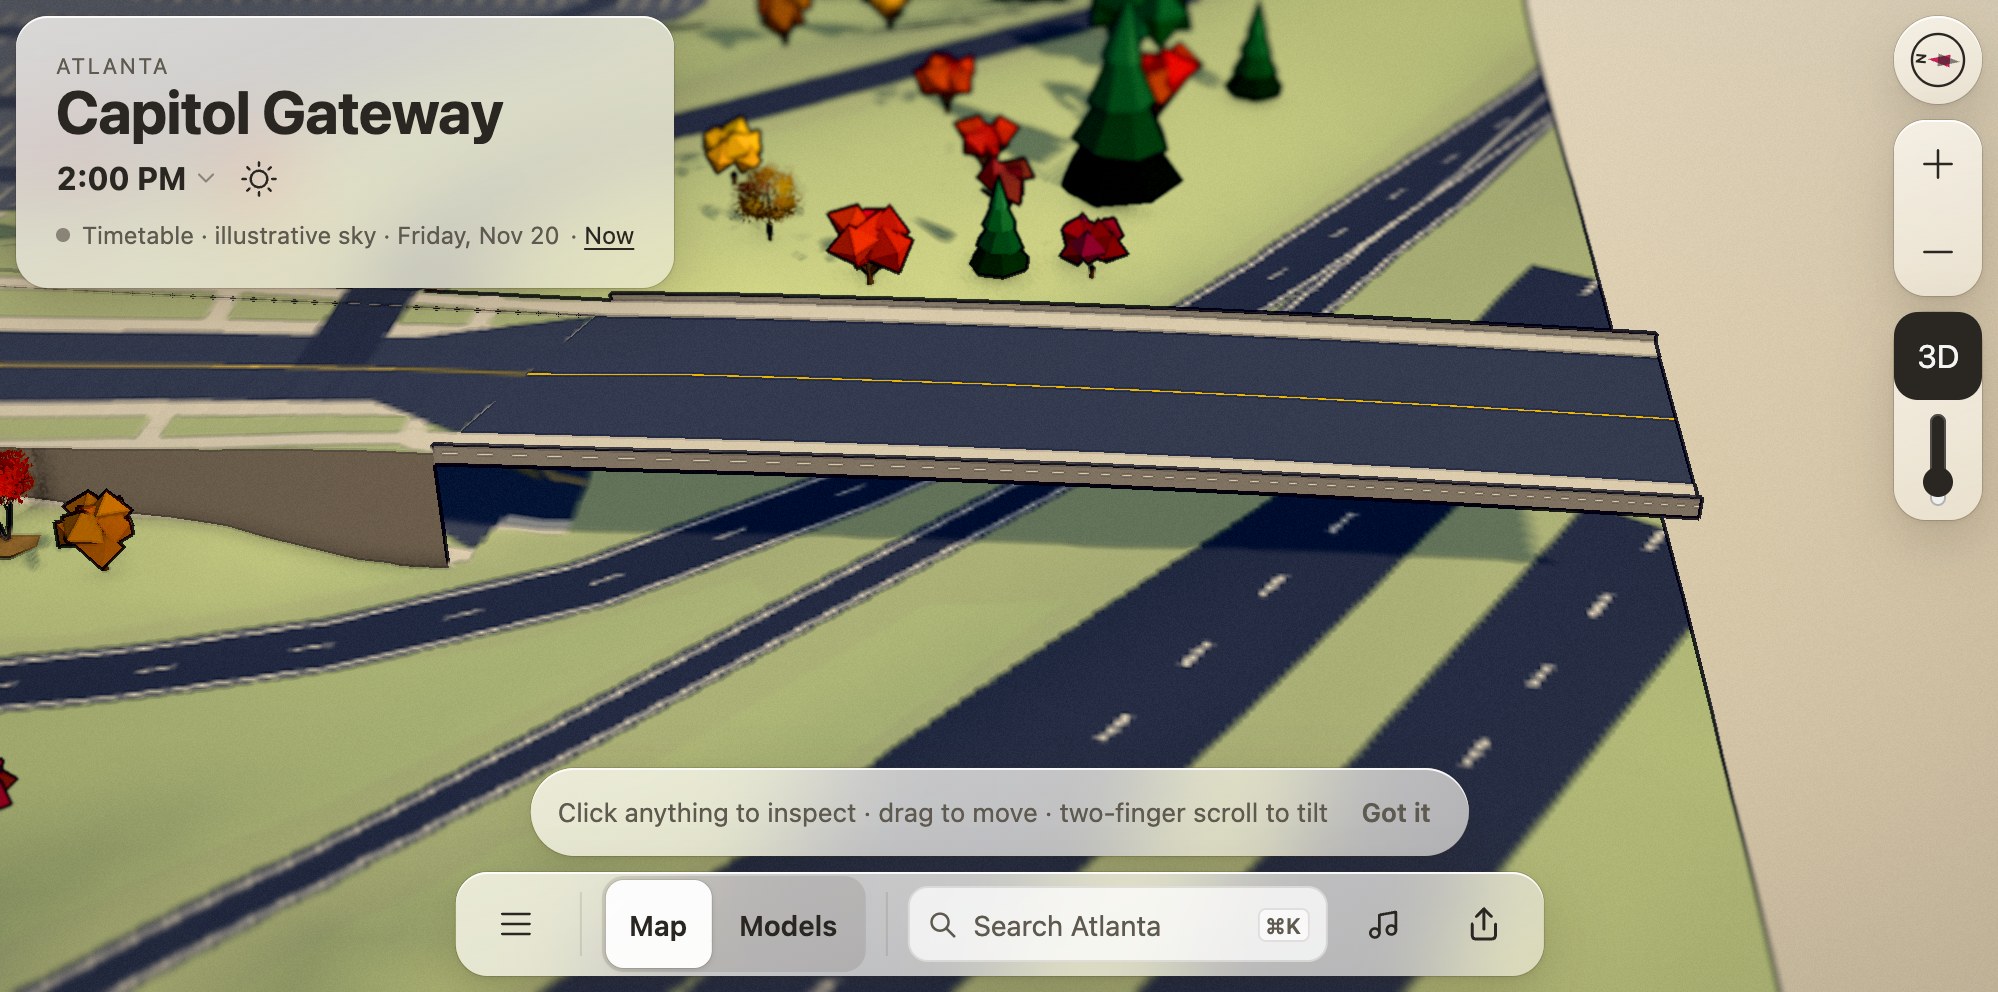 ATLANTA
Capitol Gateway
2:00 PM
Timetable · illustrative sky · Friday, Nov 20 · Now
N
3D
Click anything to inspect · drag to move · two-finger scroll to tilt Got it
Map Models Search Atlanta ⌘K